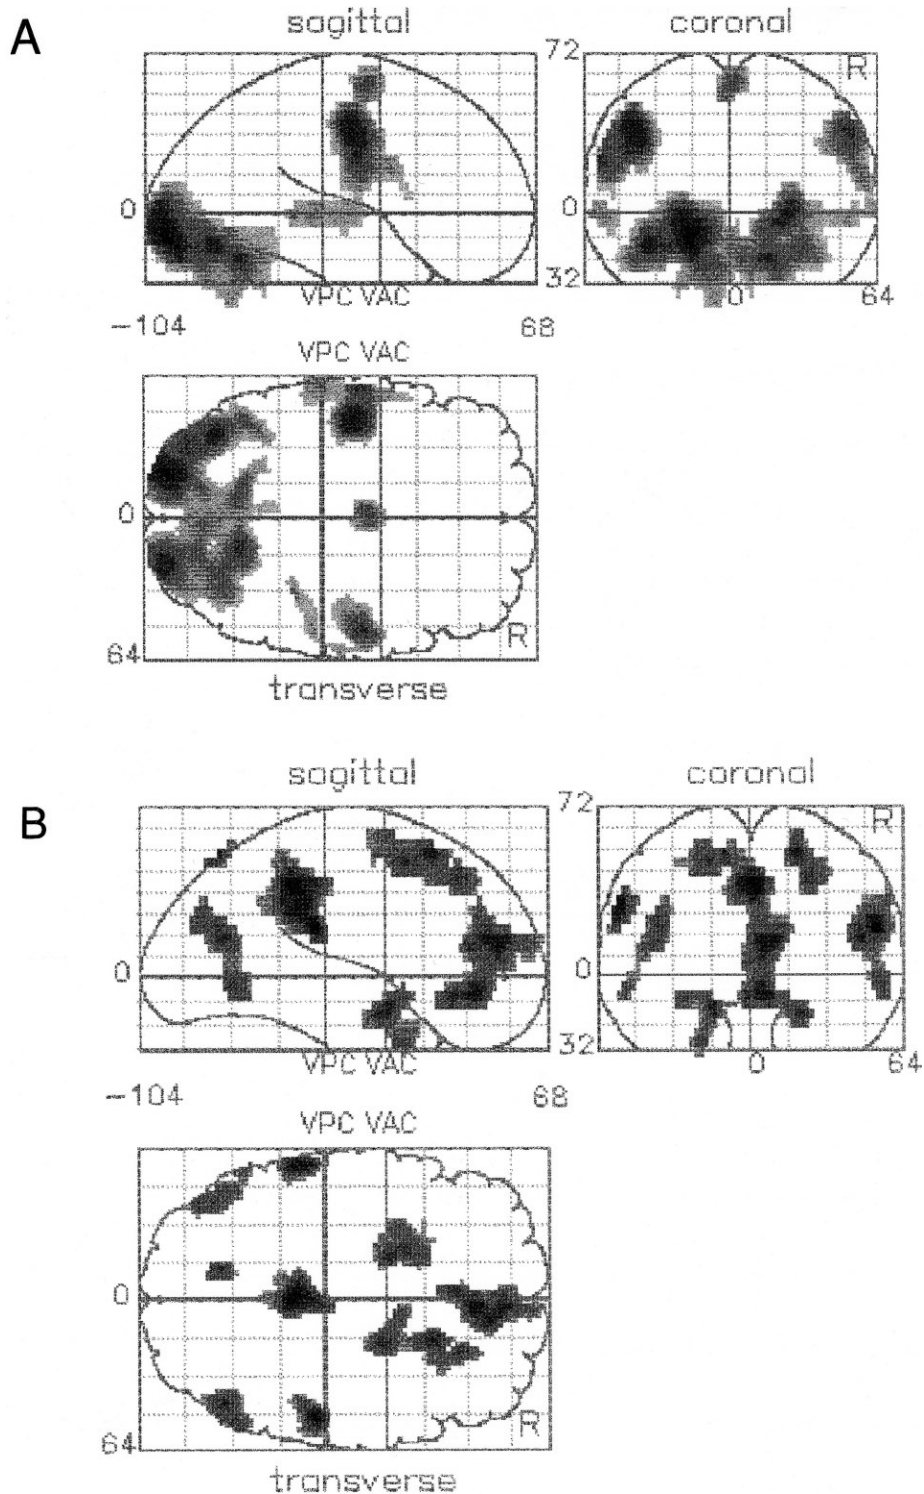 A
sagittal coronal
72
R
0 0
32
VPC VAC 0 64
-104 68
VPC VAC
0
R
64
transverse
B
sagittal coronal
72
R
0 0
32
VPC VAC 0 64
-104 68
VPC VAC
0
R
64
transverse